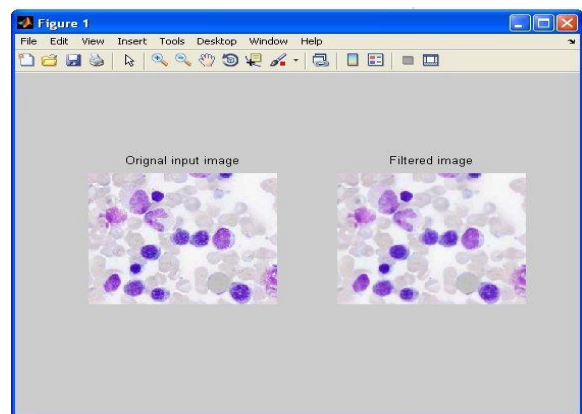 Figure 1
File Edit View Insert Tools Desktop Window Help
Orignal input image
Filtered image